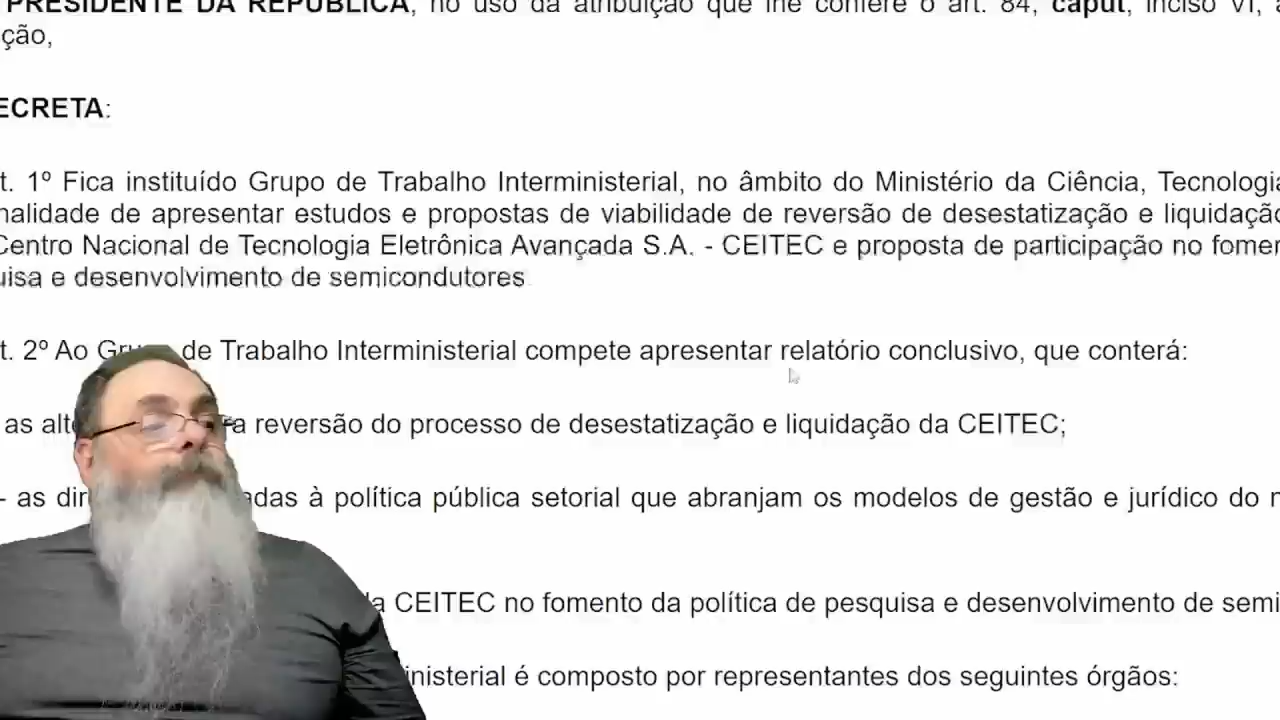 PRESIDENTE DA REPÚBLICA, no uso da atribuição que lhe confere o art. 84, caput, inciso VI, a
ção,
ECRETA:
t. 1º Fica instituído Grupo de Trabalho Interministerial, no âmbito do Ministério da Ciência, Tecnologia
nalidade de apresentar estudos e propostas de viabilidade de reversão de desestatização e liquidação
Centro Nacional de Tecnologia Eletrônica Avançada S.A. - CEITEC e proposta de participação no fomen
uisa e desenvolvimento de semicondutores
t. 2º Ao Gru de Trabalho Interministerial compete apresentar relatório conclusivo, que conterá:
as alte ra reversão do processo de desestatização e liquidação da CEITEC;
- as dir adas à política pública setorial que abranjam os modelos de gestão e jurídico do n
da CEITEC no fomento da política de pesquisa e desenvolvimento de semi
inisterial é composto por representantes dos seguintes órgãos: